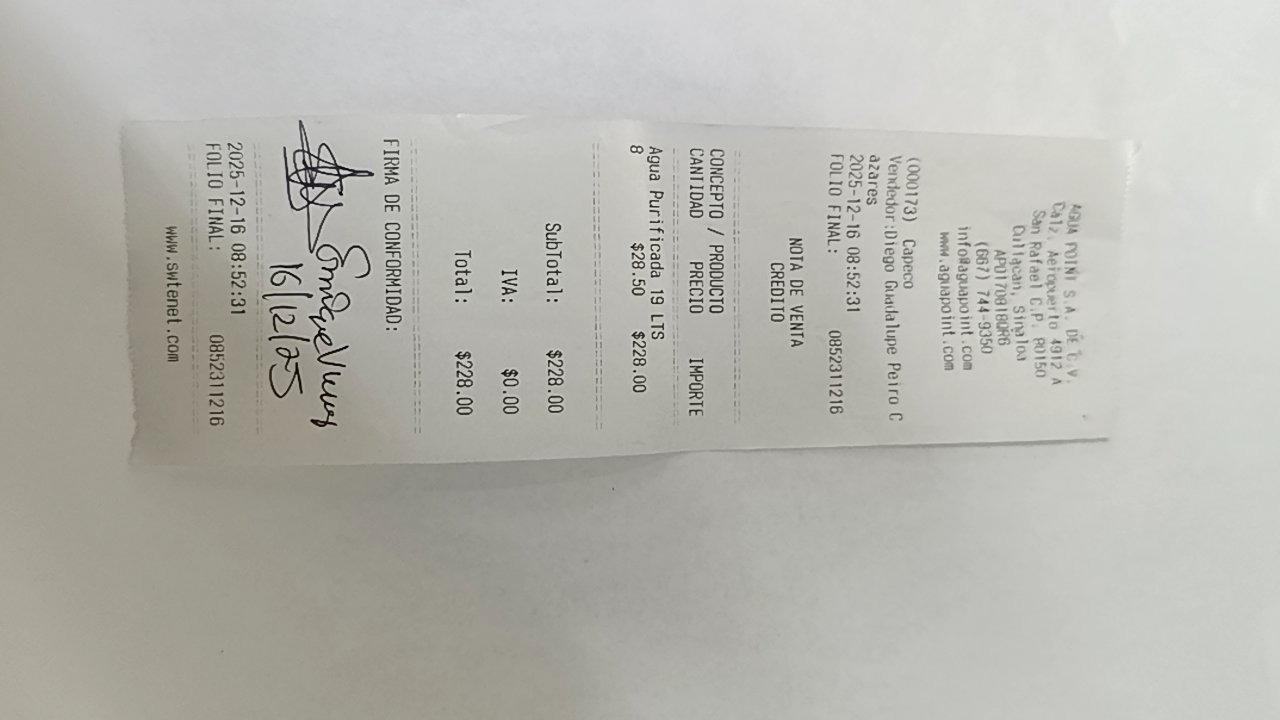 AGUA POINT S.A. DE C.V.
Calz. Aeropuerto 4912 A
San Rafael C.P. 80150
Culiacan, Sinaloa
APO170818QR6
(667) 744-9350
info@aguapoint.com
www.aguapoint.com
(000173) Capeco
Vendedor:Diego Guadalupe Peiro C
azares
2025-12-16 08:52:31
FOLIO FINAL: 0852311216
NOTA DE VENTA
CREDITO
CONCEPTO / PRODUCTO
CANTIDAD PRECIO IMPORTE
Agua Purificada 19 LTS
8 $28.50 $228.00
SubTotal: $228.00
IVA: $0.00
Total: $228.00
FIRMA DE CONFORMIDAD:
Enrique
16/12/25
2025-12-16 08:52:31
FOLIO FINAL: 0852311216
www.swtenet.com